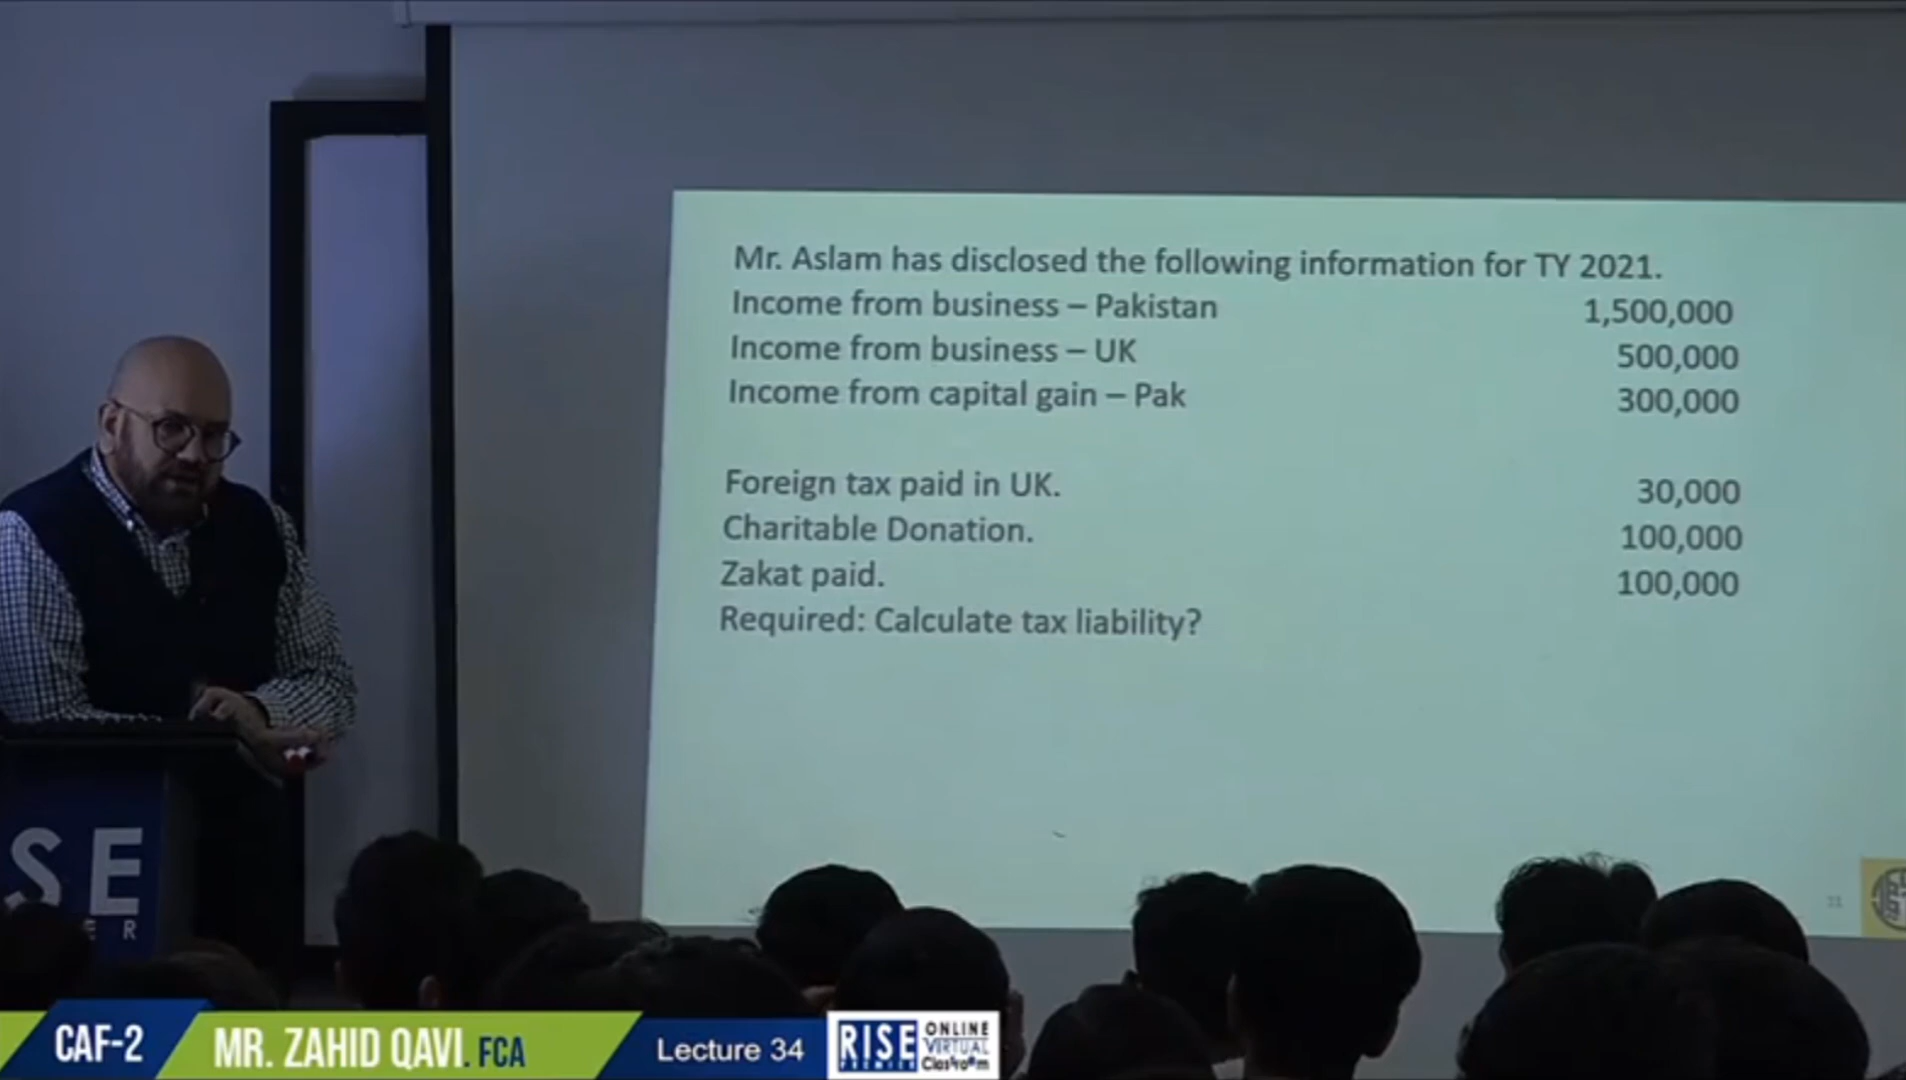 Mr. Aslam has disclosed the following information for TY 2021.
Income from business – Pakistan 1,500,000
Income from business – UK 500,000
Income from capital gain – Pak 300,000
Foreign tax paid in UK. 30,000
Charitable Donation. 100,000
Zakat paid. 100,000
Required: Calculate tax liability?
SE
ER
CAF-2
MR. ZAHID QAVI. FCA
Lecture 34
RISE
PREMIER
ONLINE
VIRTUAL
Classroom